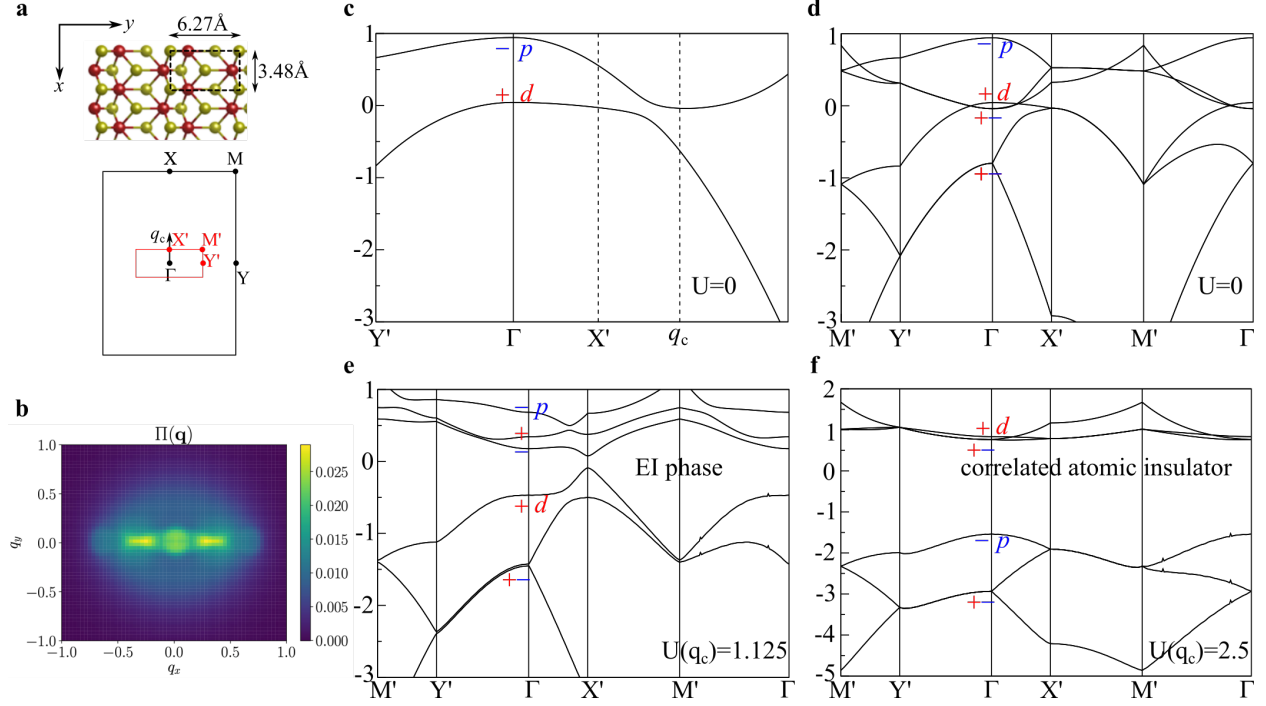 a
y
6.27Å
x
3.48Å
X
M
q_c
X'
M'
Γ
Y'
Y
b
Π(q)
1.0
0.5
0.0
−0.5
−1.0
q_y
−1.0
−0.5
0.0
0.5
1.0
q_x
0.025
0.020
0.015
0.010
0.005
0.000
c
1
0
-1
-2
-3
− p
+ d
U=0
Y'
Γ
X'
q_c
d
1
0
-1
-2
-3
− p
+ d
+−
+−
U=0
M'
Y'
Γ
X'
M'
Γ
e
1
0
-1
-2
-3
− p
+
−
+ d
+−
EI phase
U(q_c)=1.125
M'
Y'
Γ
X'
M'
Γ
f
2
1
0
-1
-2
-3
-4
-5
+ d
+−
correlated atomic insulator
− p
+−
U(q_c)=2.5
M'
Y'
Γ
X'
M'
Γ